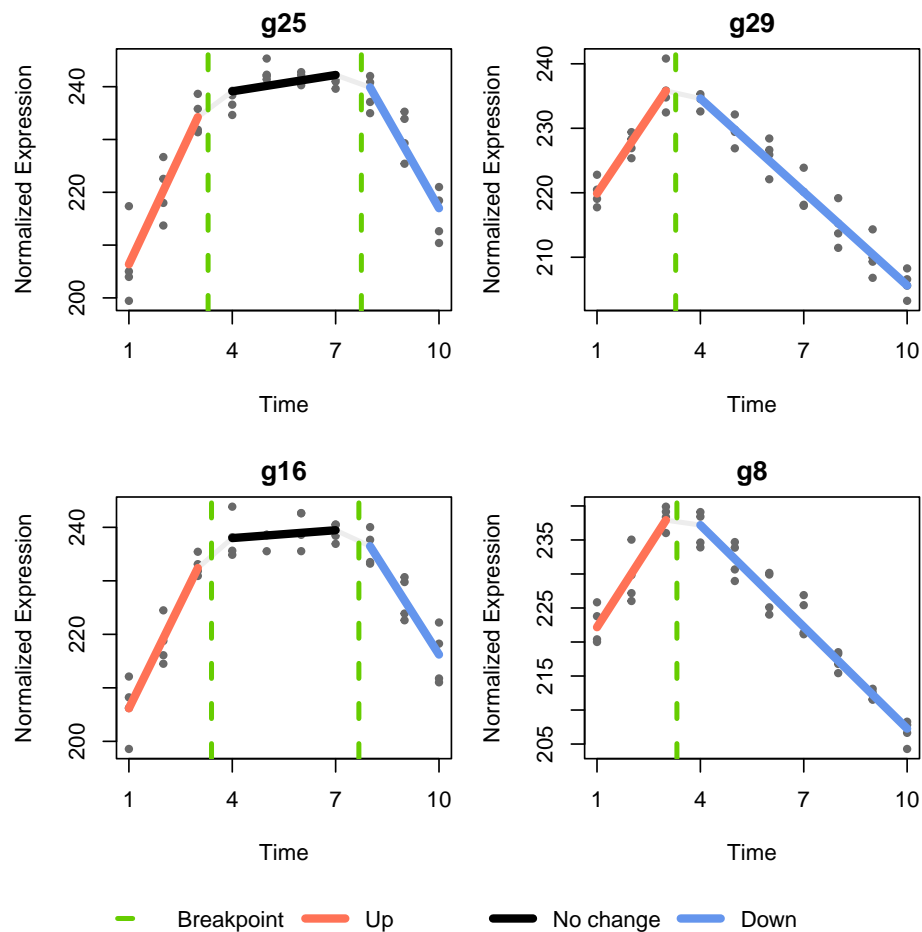 g25
g29
240
220
200
Normalized Expression
1
4
7
10
Time
240
230
220
210
Normalized Expression
1
4
7
10
Time
g16
g8
240
220
200
Normalized Expression
1
4
7
10
Time
235
225
215
205
Normalized Expression
1
4
7
10
Time
Breakpoint Up No change Down